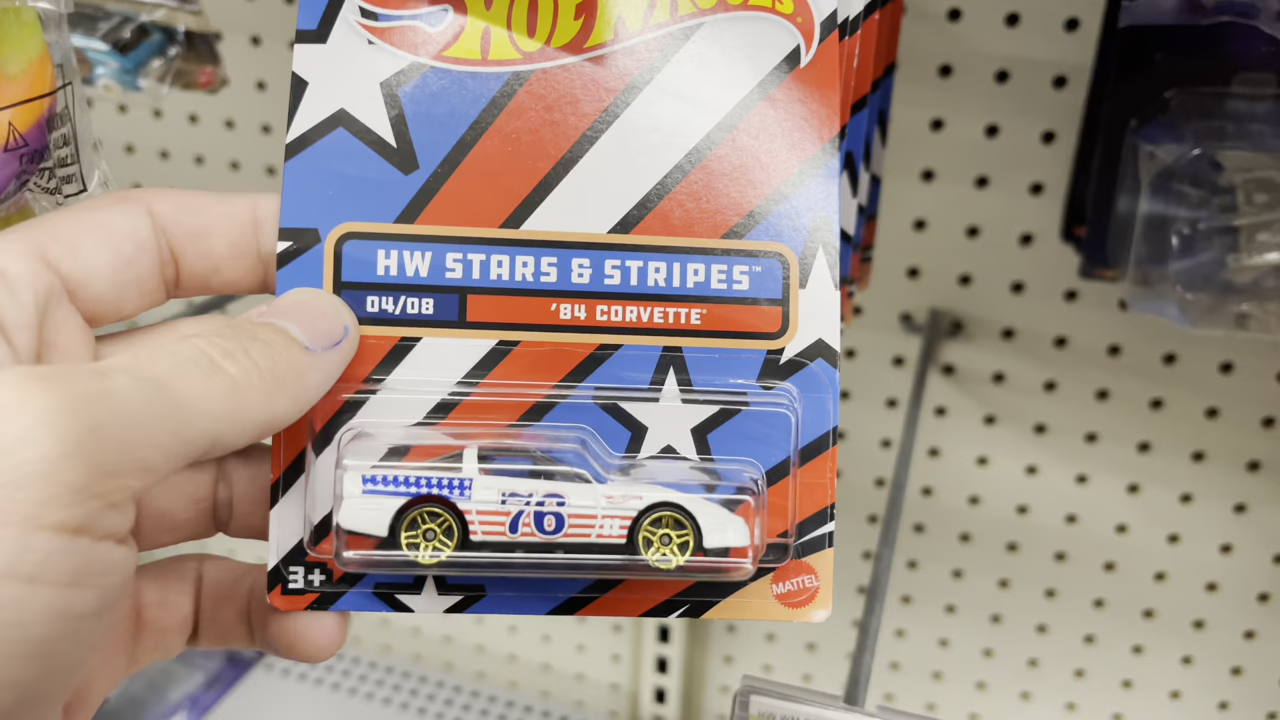 HOT WHEELS
HW STARS & STRIPES™
04/08
'84 CORVETTE®
76
3+
MATTEL